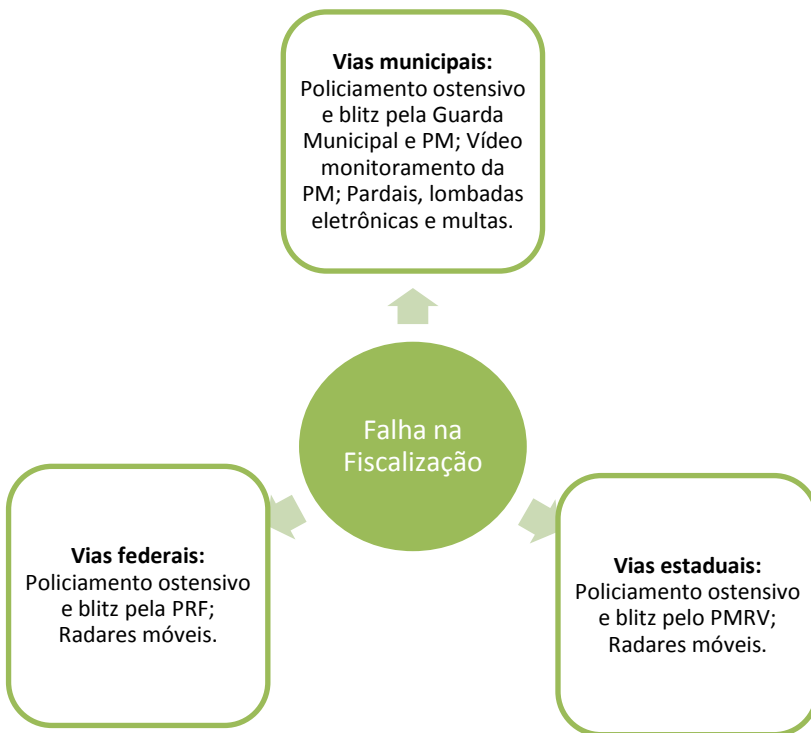 Vias municipais:
Policiamento ostensivo
e blitz pela Guarda
Municipal e PM; Vídeo
monitoramento da
PM; Pardais, lombadas
eletrônicas e multas.
Falha na
Fiscalização
Vias federais:
Policiamento ostensivo
e blitz pela PRF;
Radares móveis.
Vias estaduais:
Policiamento ostensivo
e blitz pelo PMRV;
Radares móveis.